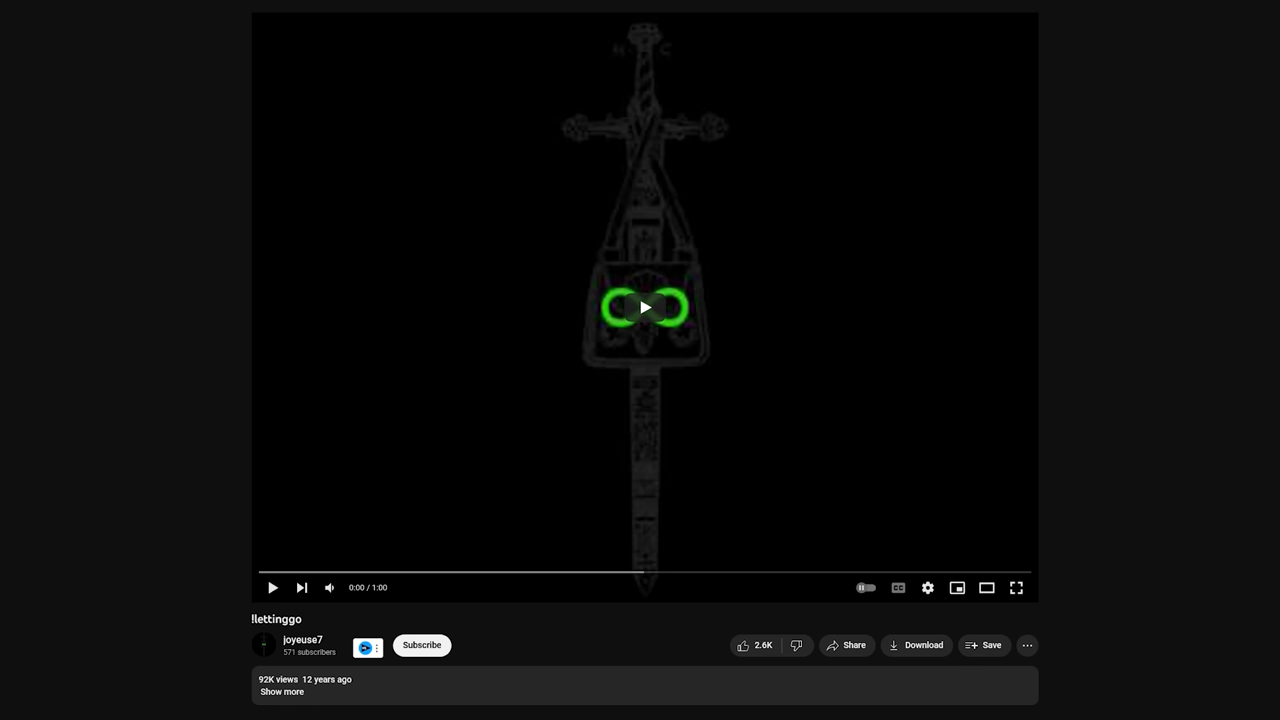 H C
0:00 / 1:00
CC
!lettinggo
joyeuse7
571 subscribers
Subscribe
2.6K
Share
Download
Save
92K views 12 years ago
Show more